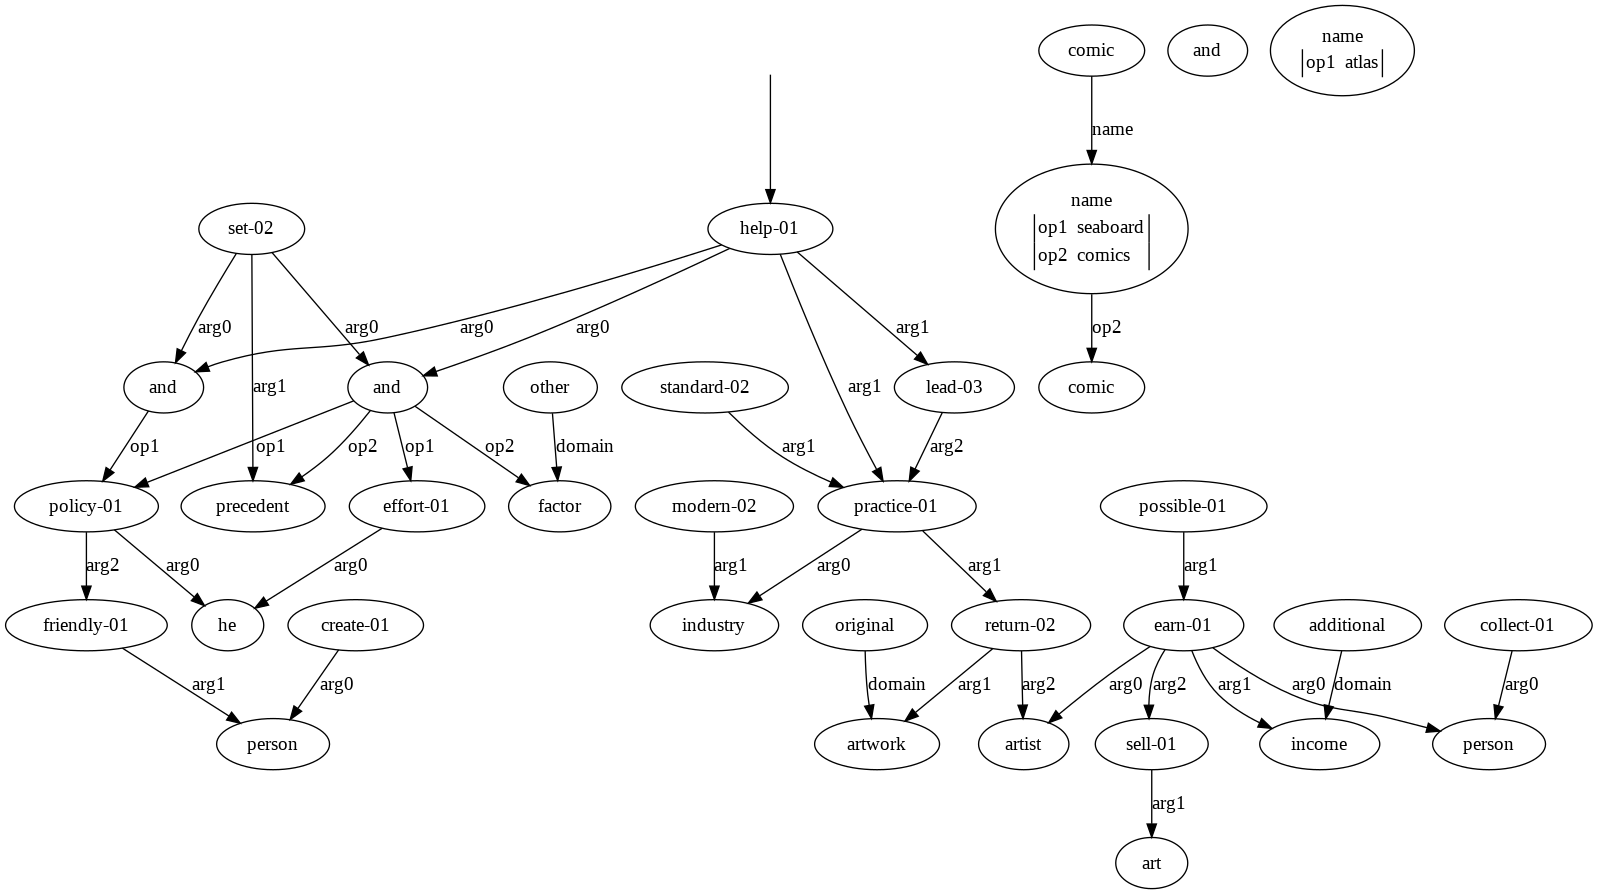 comic
and
name
op1 atlas
name
name
op1 seaboard
op2 comics
set-02
help-01
arg0
arg0
arg0
arg0
arg1
op2
and
arg1
and
other
standard-02
arg1
lead-03
comic
op1
op1
op2
op1
op2
domain
arg1
arg2
policy-01
precedent
effort-01
factor
modern-02
practice-01
possible-01
arg2
arg0
arg0
arg1
arg0
arg1
arg1
friendly-01
he
create-01
industry
original
return-02
earn-01
additional
collect-01
arg1
arg0
domain
arg1
arg2
arg0
arg2
arg1
arg0
domain
arg0
person
artwork
artist
sell-01
income
person
arg1
art